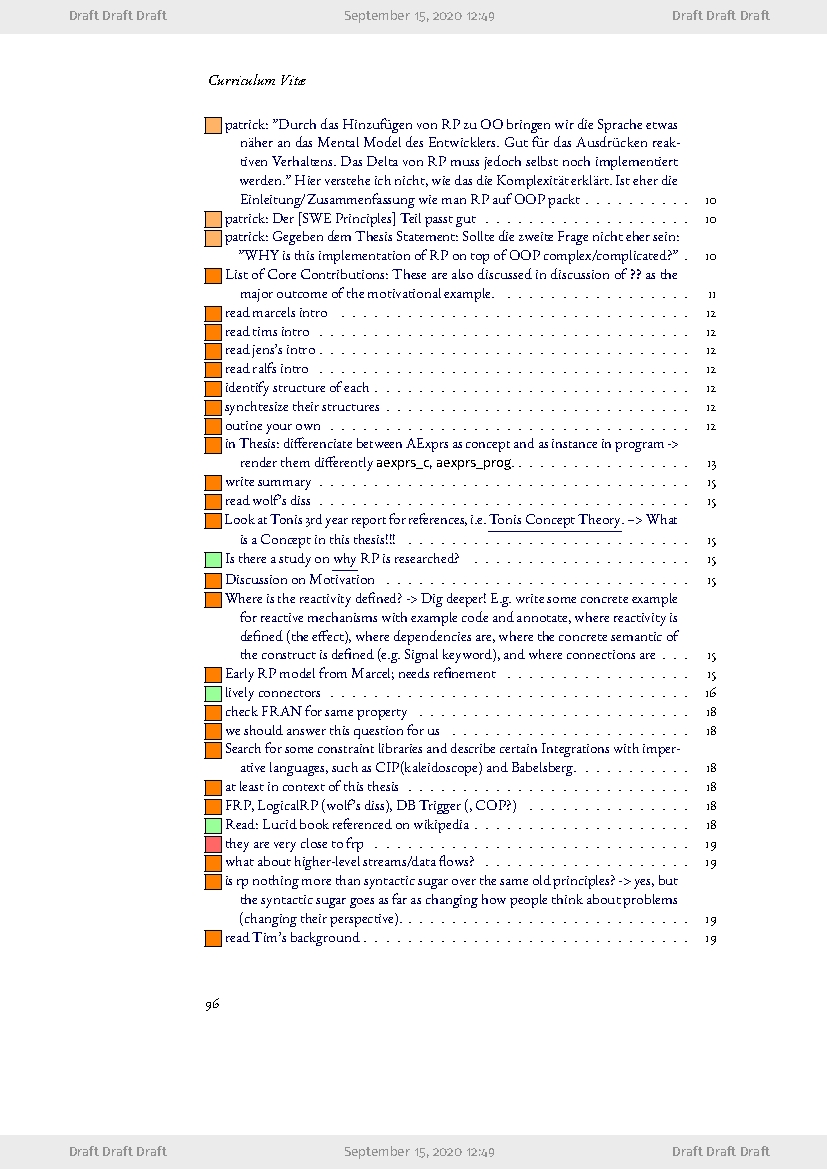 Draft Draft Draft September 15, 2020 12:49 Draft Draft Draft
Curriculum Vitæ
patrick: ”Durch das Hinzufügen von RP zu OO bringen wir die Sprache etwas
näher an das Mental Model des Entwicklers. Gut für das Ausdrücken reak-
tiven Verhaltens. Das Delta von RP muss jedoch selbst noch implementiert
werden.” Hier verstehe ich nicht, wie das die Komplexität erklärt. Ist eher die
Einleitung/Zusammenfassung wie man RP auf OOP packt . . . . . . . . . . 10
patrick: Der [SWE Principles] Teil passt gut . . . . . . . . . . . . . . . . . . . 10
patrick: Gegeben dem Thesis Statement: Sollte die zweite Frage nicht eher sein:
”WHY is this implementation of RP on top of OOP complex/complicated?” . 10
List of Core Contributions: These are also discussed in discussion of ?? as the
major outcome of the motivational example. . . . . . . . . . . . . . . . . . 11
read marcels intro . . . . . . . . . . . . . . . . . . . . . . . . . . . . . . . . 12
read tims intro . . . . . . . . . . . . . . . . . . . . . . . . . . . . . . . . . . 12
read jens’s intro . . . . . . . . . . . . . . . . . . . . . . . . . . . . . . . . . . 12
read ralfs intro . . . . . . . . . . . . . . . . . . . . . . . . . . . . . . . . . . 12
identify structure of each . . . . . . . . . . . . . . . . . . . . . . . . . . . . 12
synchtesize their structures . . . . . . . . . . . . . . . . . . . . . . . . . . . 12
outine your own . . . . . . . . . . . . . . . . . . . . . . . . . . . . . . . . . 12
in Thesis: differenciate between AExprs as concept and as instance in program ->
render them differently aexprs_c, aexprs_prog. . . . . . . . . . . . . . . . . 13
write summary . . . . . . . . . . . . . . . . . . . . . . . . . . . . . . . . . . 15
read wolf’s diss . . . . . . . . . . . . . . . . . . . . . . . . . . . . . . . . . . 15
Look at Tonis 3rd year report for references, i.e. Tonis Concept Theory. –> What
is a Concept in this thesis!!! . . . . . . . . . . . . . . . . . . . . . . . . . . 15
Is there a study on why RP is researched? . . . . . . . . . . . . . . . . . . . . 15
Discussion on Motivation . . . . . . . . . . . . . . . . . . . . . . . . . . . . 15
Where is the reactivity defined? -> Dig deeper! E.g. write some concrete example
for reactive mechanisms with example code and annotate, where reactivity is
defined (the effect), where dependencies are, where the concrete semantic of
the construct is defined (e.g. Signal keyword), and where connections are . . . 15
Early RP model from Marcel; needs refinement . . . . . . . . . . . . . . . . . 15
lively connectors . . . . . . . . . . . . . . . . . . . . . . . . . . . . . . . . . 16
check FRAN for same property . . . . . . . . . . . . . . . . . . . . . . . . . 18
we should answer this question for us . . . . . . . . . . . . . . . . . . . . . . 18
Search for some constraint libraries and describe certain Integrations with imper-
ative languages, such as CIP(kaleidoscope) and Babelsberg. . . . . . . . . . . 18
at least in context of this thesis . . . . . . . . . . . . . . . . . . . . . . . . . . 18
FRP, LogicalRP (wolf’s diss), DB Trigger (, COP?) . . . . . . . . . . . . . . . 18
Read: Lucid book referenced on wikipedia . . . . . . . . . . . . . . . . . . . . 18
they are very close to frp . . . . . . . . . . . . . . . . . . . . . . . . . . . . . 19
what about higher-level streams/data flows? . . . . . . . . . . . . . . . . . . . 19
is rp nothing more than syntactic sugar over the same old principles? -> yes, but
the syntactic sugar goes as far as changing how people think about problems
(changing their perspective). . . . . . . . . . . . . . . . . . . . . . . . . . . . 19
read Tim’s background . . . . . . . . . . . . . . . . . . . . . . . . . . . . . . 19
96
Draft Draft Draft September 15, 2020 12:49 Draft Draft Draft